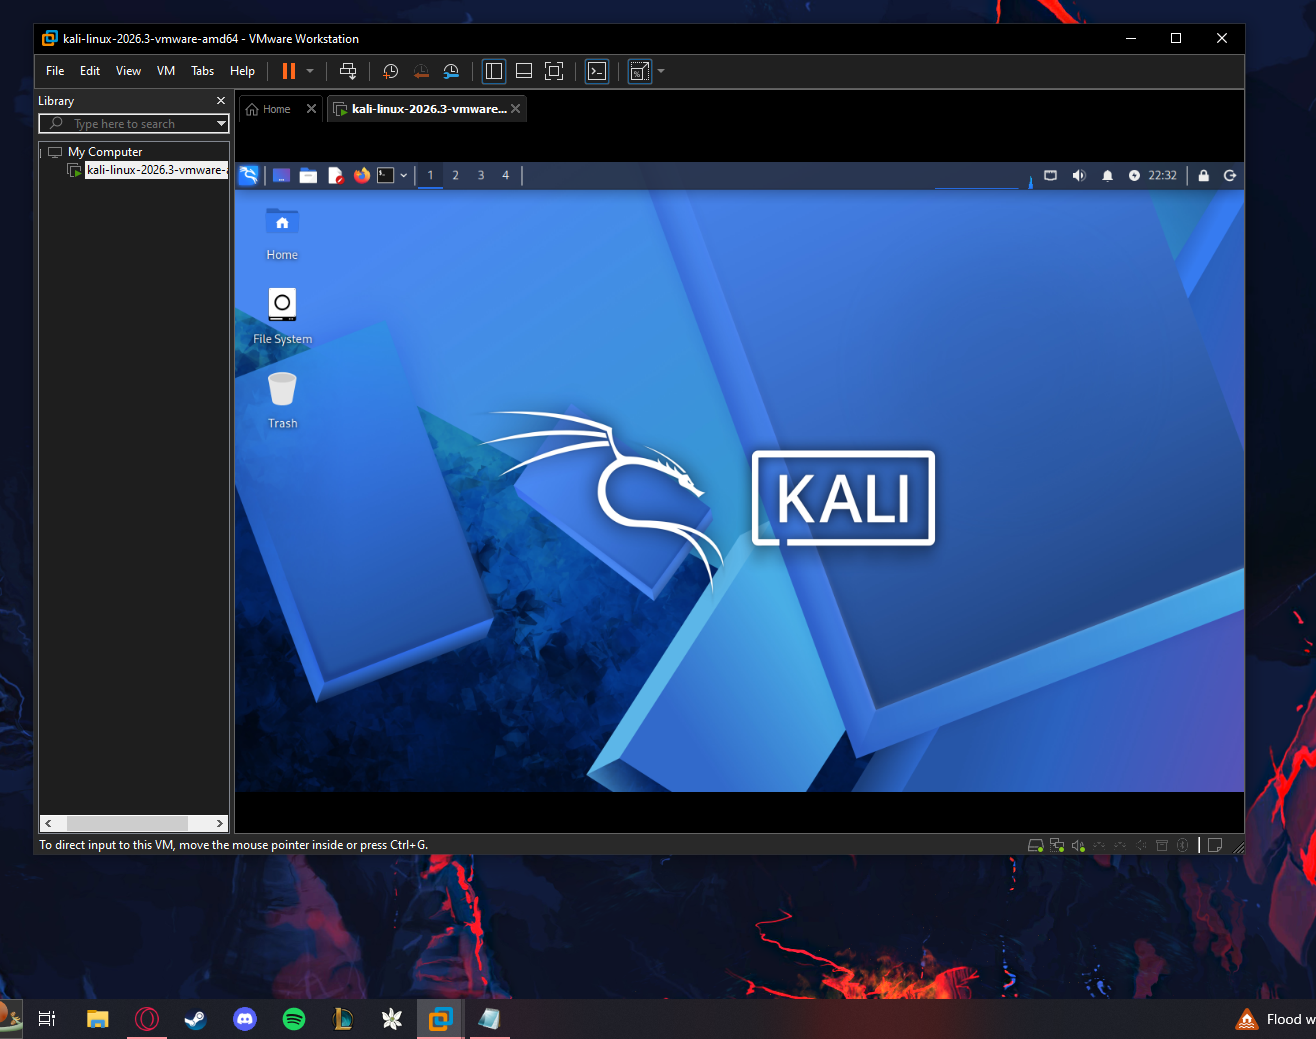 kali-linux-2026.3-vmware-amd64 - VMware Workstation
File Edit View VM Tabs Help
Library
Home
kali-linux-2026.3-vmware...
Type here to search
My Computer
kali-linux-2026.3-vmware-
1 2 3 4
22:32
Home
File System
Trash
KALI
To direct input to this VM, move the mouse pointer inside or press Ctrl+G.
Flood w